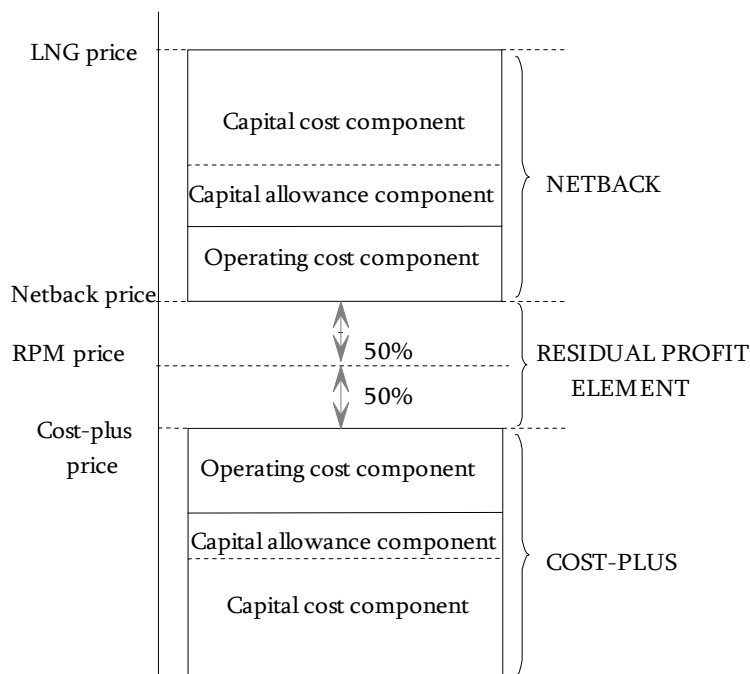 LNG price
Capital cost component
Capital allowance component
NETBACK
Operating cost component
Netback price
RPM price
50%
RESIDUAL PROFIT
ELEMENT
50%
Cost-plus
price
Operating cost component
Capital allowance component
COST-PLUS
Capital cost component